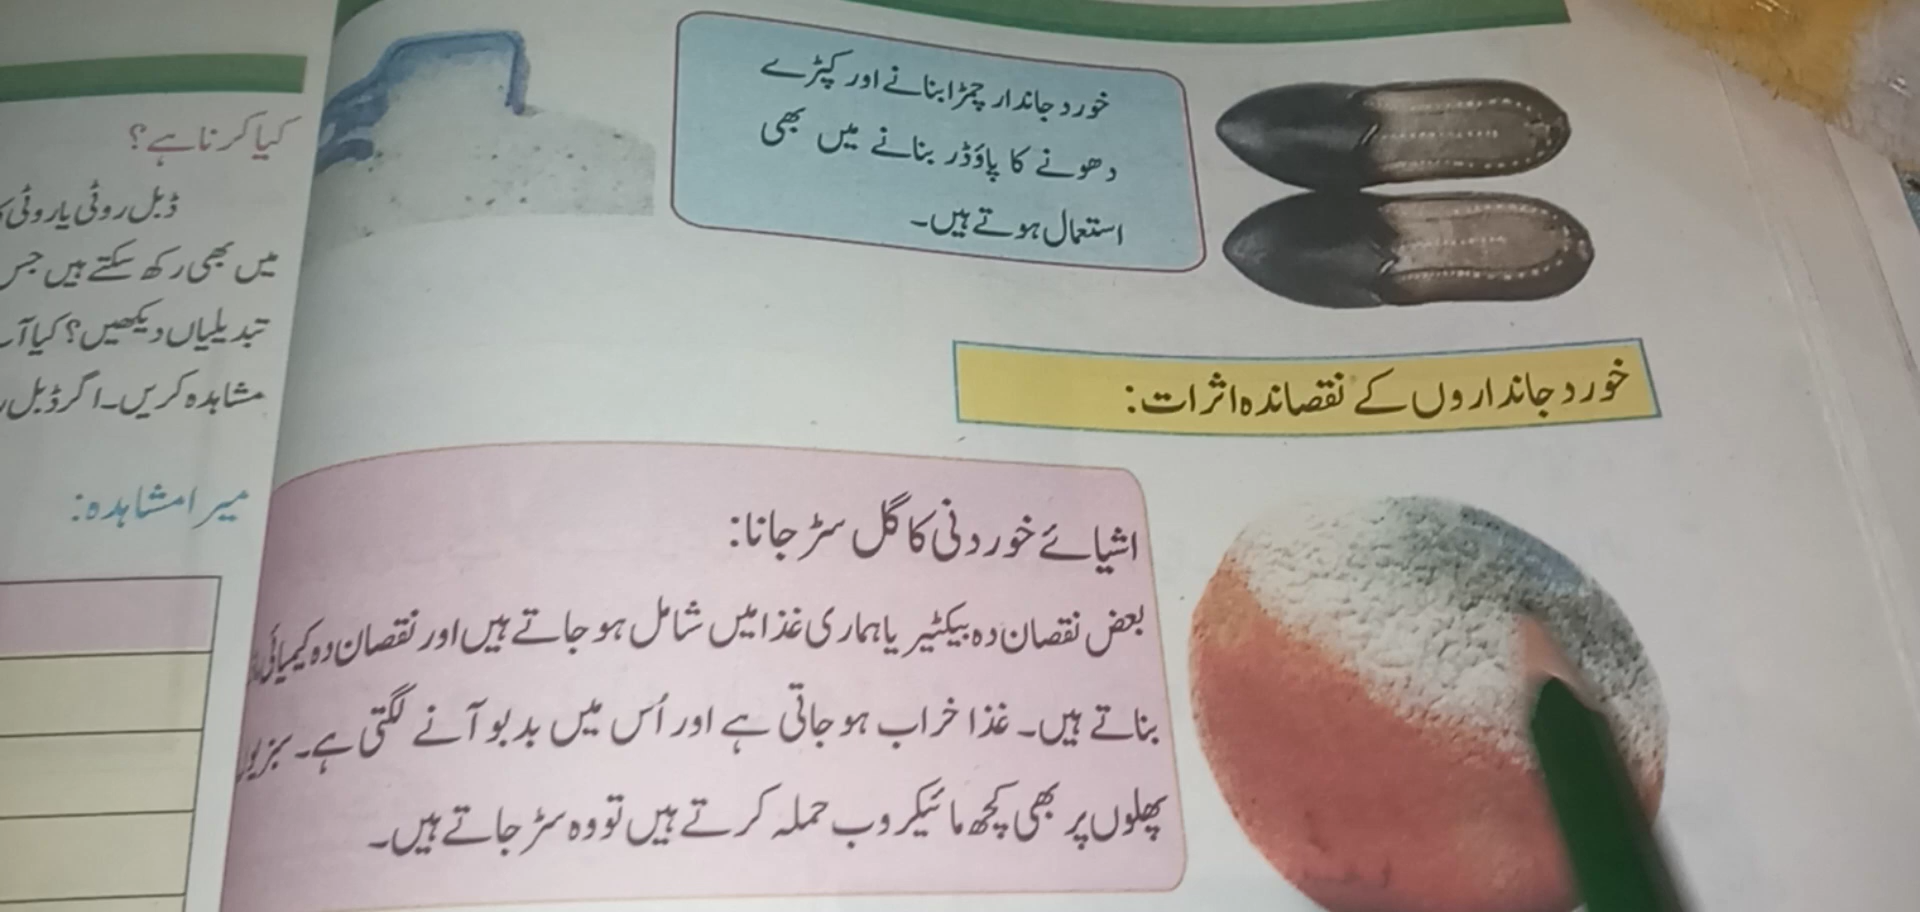 خورد جاندار چمڑا بنانے اور کپڑے
دھونے کا پاؤڈر بنانے میں بھی
استعمال ہوتے ہیں۔
خورد جانداروں کے نقصاندہ اثرات:
اشیائے خوردنی کا گل سڑ جانا:
بعض نقصان دہ بیکٹیریا ہماری غذا میں شامل ہو جاتے ہیں اور نقصان دہ کیمیائی
بناتے ہیں۔ غذا خراب ہو جاتی ہے اور اُس میں بدبو آنے لگتی ہے۔
پھلوں پر بھی کچھ مائیکروب حملہ کرتے ہیں تو وہ سڑ جاتے ہیں۔
کیا کرنا ہے؟
ڈبل روٹی یا روٹی
میں بھی رکھ سکتے ہیں جس
تبدیلیاں دیکھیں؟ کیا آپ
مشاہدہ کریں۔ اگر ڈبل
میرا مشاہدہ: